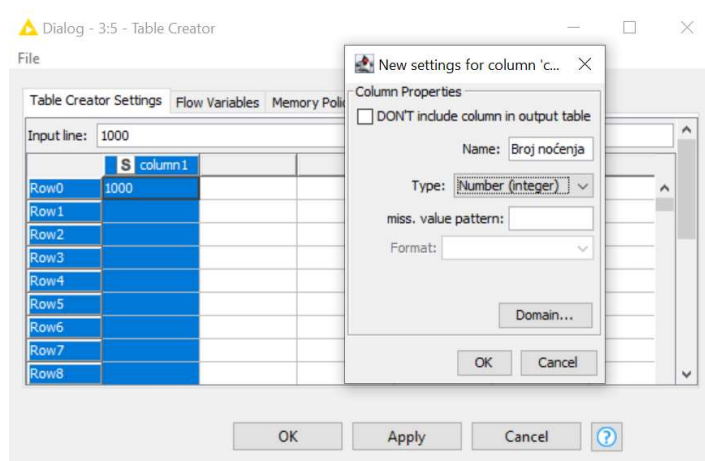 Dialog - 3:5 - Table Creator
File
Table Creator Settings Flow Variables Memory Polic
Input line: 1000
S column1
Row0 1000
Row1
Row2
Row3
Row4
Row5
Row6
Row7
Row8
OK Apply Cancel ?
New settings for column 'c...
Column Properties
DON'T include column in output table
Name: Broj noćenja
Type: Number (integer)
miss. value pattern:
Format:
Domain...
OK Cancel